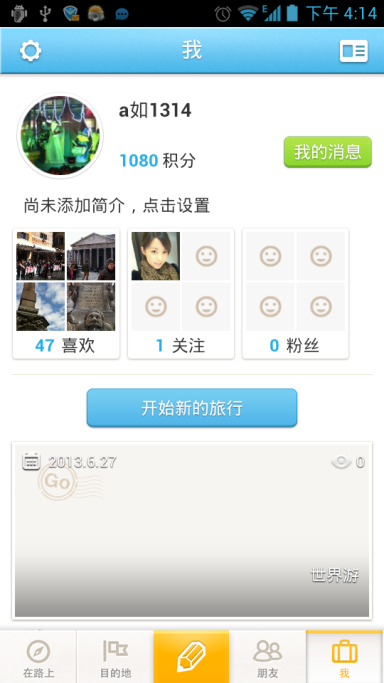 E
下午 4:14
我
a如1314
1080 积分
我的消息
尚未添加简介，点击设置
47 喜欢
1 关注
0 粉丝
开始新的旅行
2013.6.27
0
Go
世界游
在路上
目的地
朋友
我